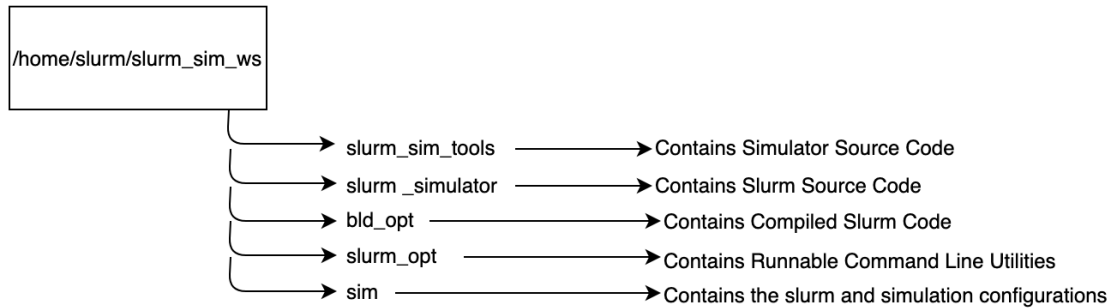 /home/slurm/slurm_sim_ws
slurm_sim_tools Contains Simulator Source Code
slurm _simulator Contains Slurm Source Code
bld_opt Contains Compiled Slurm Code
slurm_opt Contains Runnable Command Line Utilities
sim Contains the slurm and simulation configurations